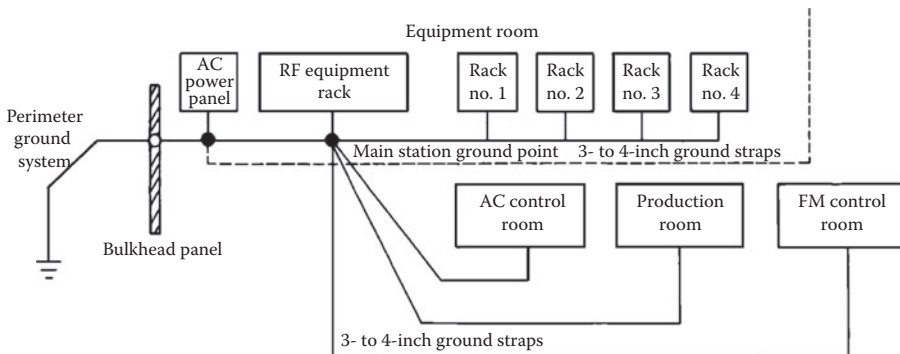 Equipment room
AC
power
panel
RF equipment
rack
Rack
no. 1
Rack
no. 2
Rack
no. 3
Rack
no. 4
Perimeter
ground
system
Main station ground point
3- to 4-inch ground straps
Bulkhead panel
AC control
room
Production
room
FM control
room
3- to 4-inch ground straps